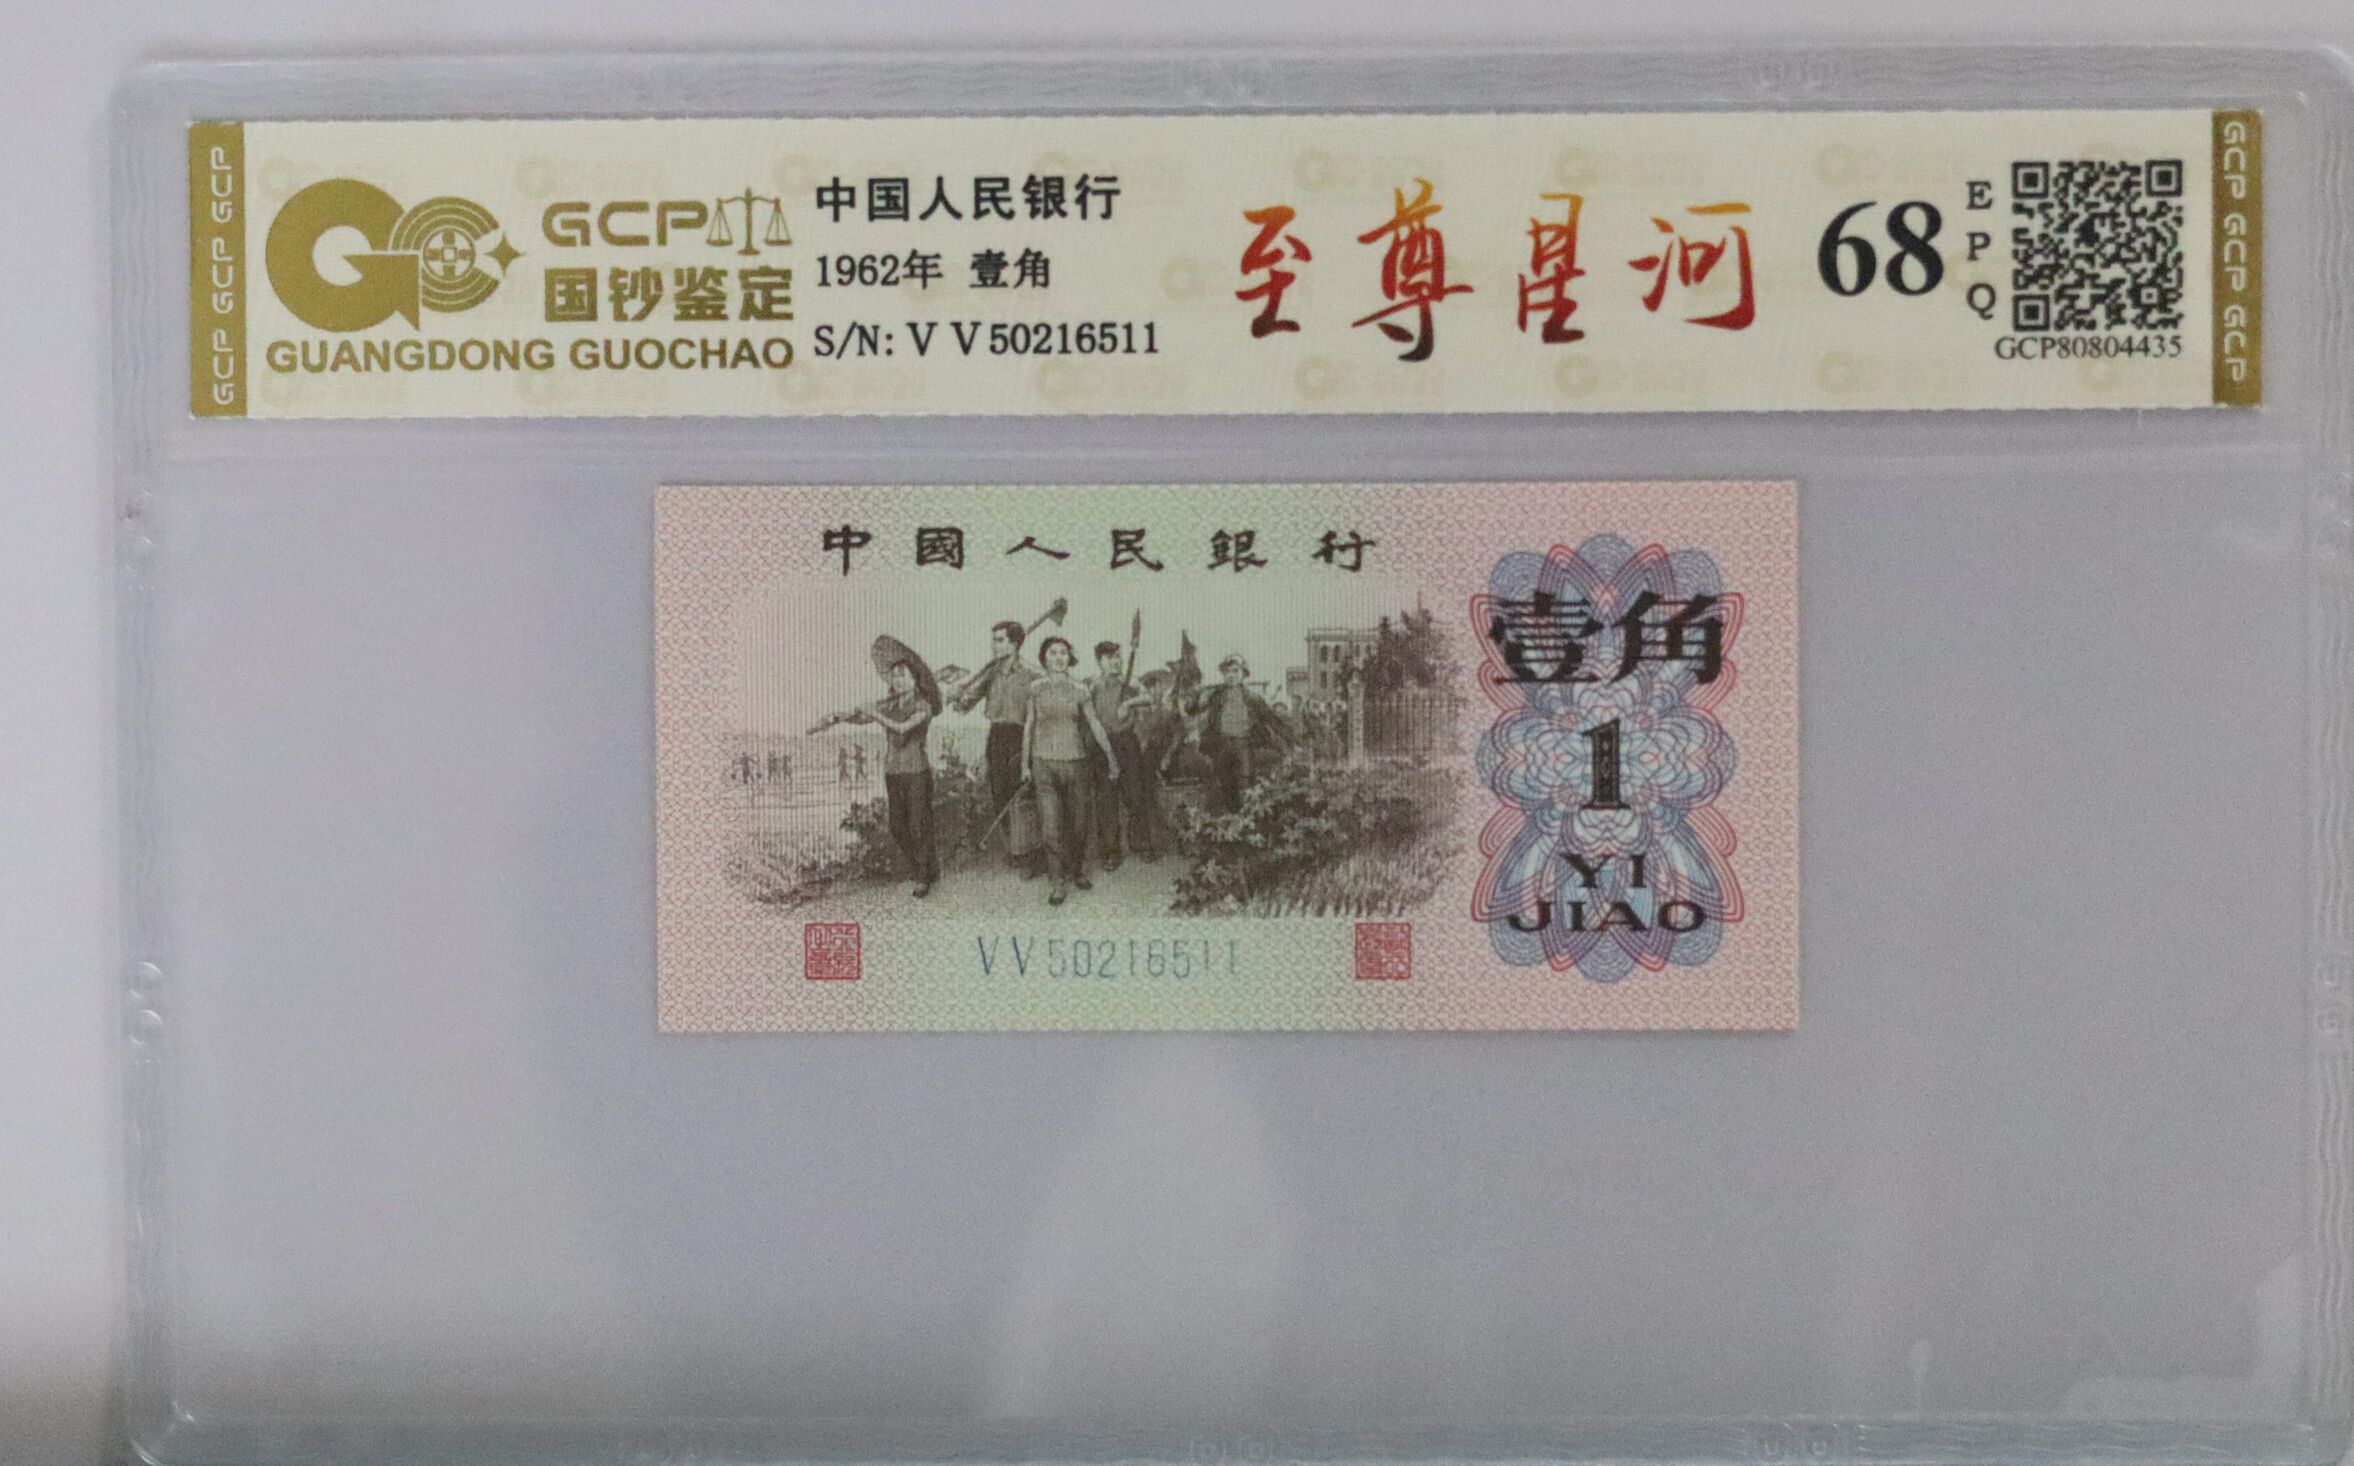 GCP GCP GCP
GCP
国钞鉴定
GUANGDONG GUOCHAO
中国人民银行
1962年 壹角
S/N: V V 50216511
至尊星河
68
E
P
Q
GCP80804435
GCP GCP GCP
中國人民銀行
壹角
1
YI
JIAO
VV50216511